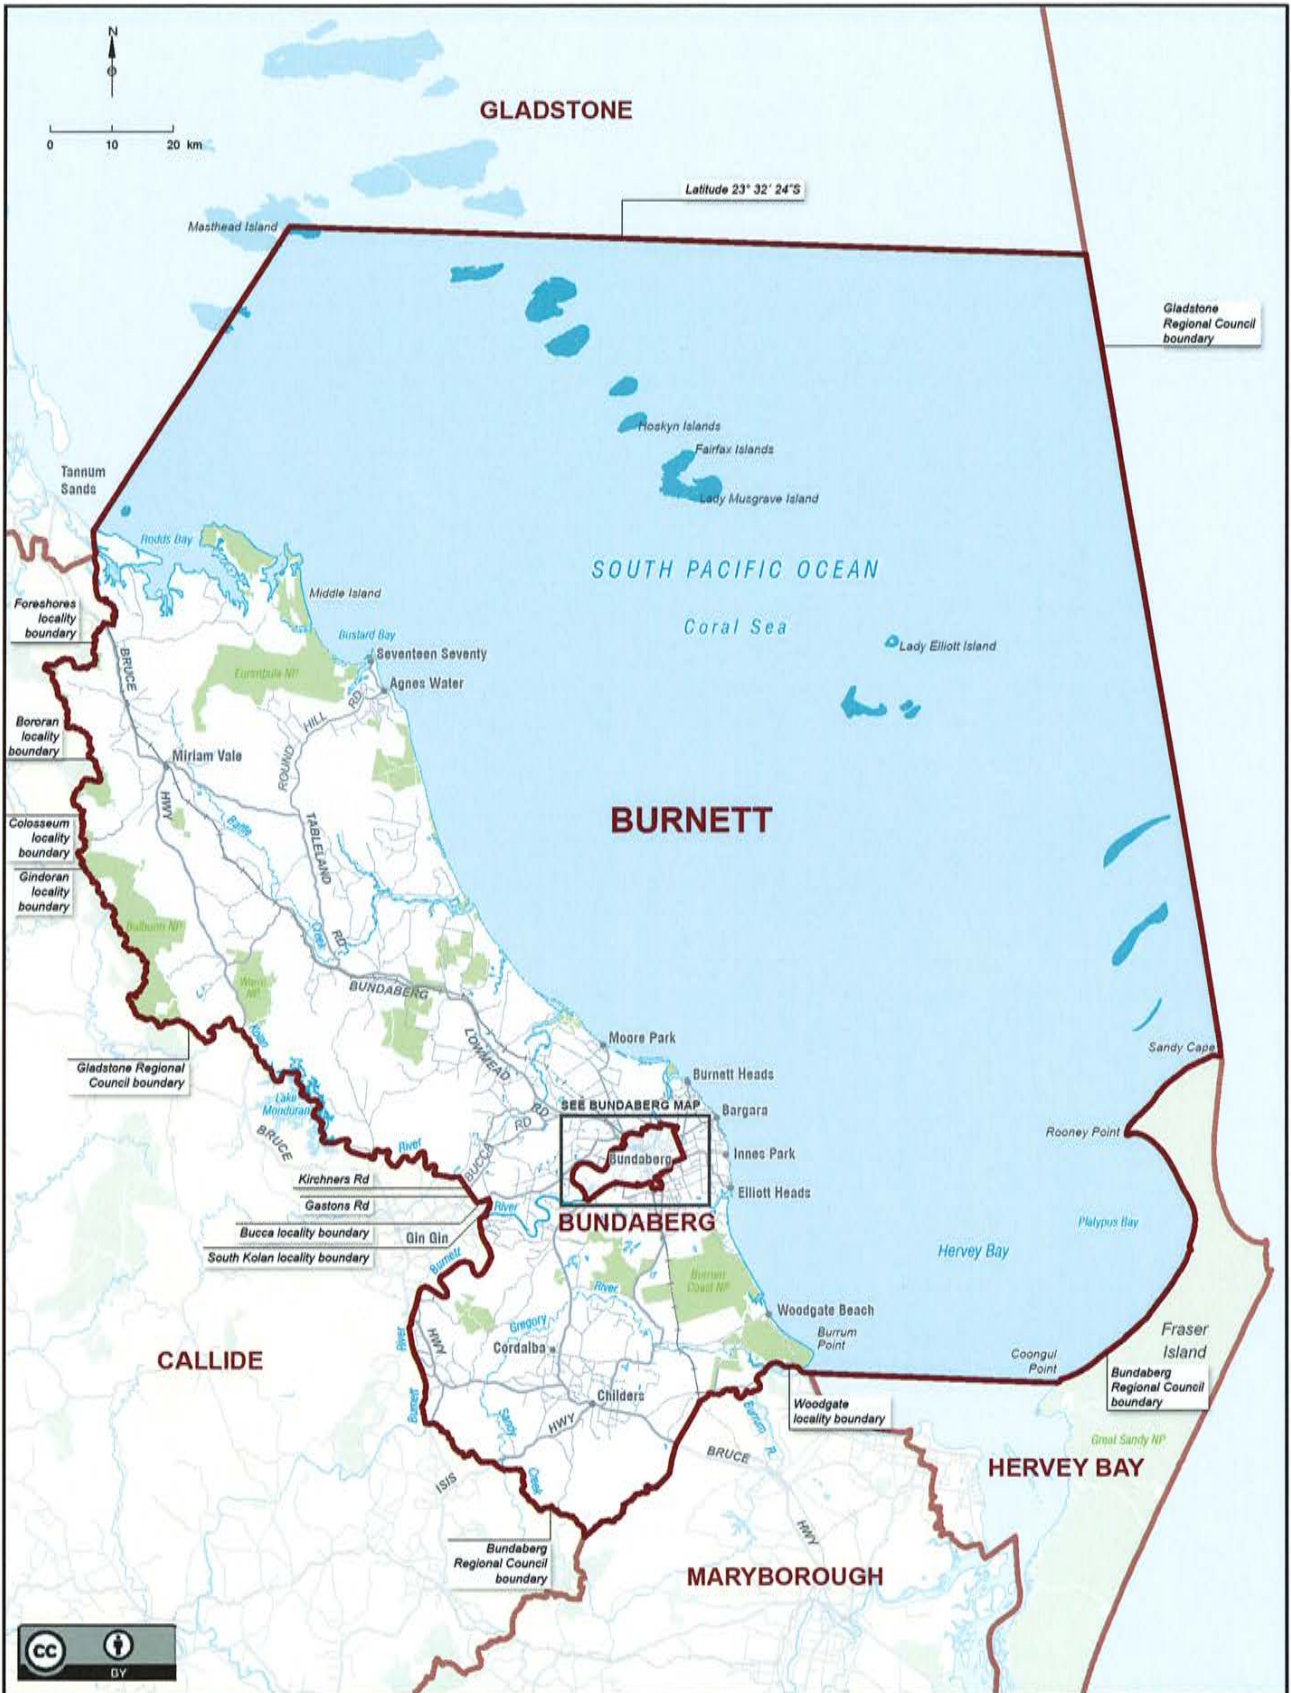 N
0 10 20 km
GLADSTONE
Latitude 23° 32' 24"S
Masthead Island
Gladstone
Regional Council
boundary
Hoskyn Islands
Fairfax Islands
Lady Musgrave Island
Tannum
Sands
Rodds Bay
SOUTH PACIFIC OCEAN
Coral Sea
Middle Island
Foreshores
locality
boundary
Bustard Bay
Seventeen Seventy
Lady Elliott Island
BRUCE
Eurimbula NP
Agnes Water
ROUND HILL RD
Bororan
locality
boundary
Miriam Vale
HWY
BURNETT
Baffle
TABLELAND
Colosseum
locality
boundary
Gindoran
locality
boundary
Bulburin NP
Creek
RD
Warro
NP
BUNDABERG
Kolan
LOWMEAD
Moore Park
Sandy Cape
Gladstone Regional
Council boundary
Burnett Heads
Lake
Monduran
SEE BUNDABERG MAP
RD
Bargara
RD
BRUCE
River
BUCCA
Bundaberg
Innes Park
Rooney Point
Kirchners Rd
Elliott Heads
Gastons Rd
River
BUNDABERG
Bucca locality boundary
Gin Gin
Platypus Bay
South Kolan locality boundary
Burnett
Hervey Bay
Burnett
Coast NP
River
Woodgate Beach
River
Gregory
HWY
Burrum
Point
Fraser
Island
Cordalba
CALLIDE
Coongul
Point
Bundaberg
Regional Council
boundary
Childers
Burnett
Woodgate
locality boundary
Sandy
HWY
Burrum R.
Great Sandy NP
BRUCE
HERVEY BAY
ISIS
Creek
HWY
Bundaberg
Regional Council
boundary
MARYBOROUGH
CC
BY